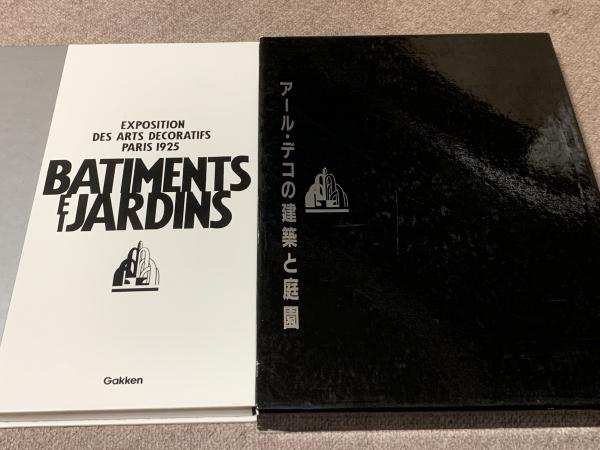 EXPOSITION
DES ARTS DECORATIFS
PARIS 1925
BATIMENTS
ET JARDINS
Gakken
アール・デコの建築と庭園